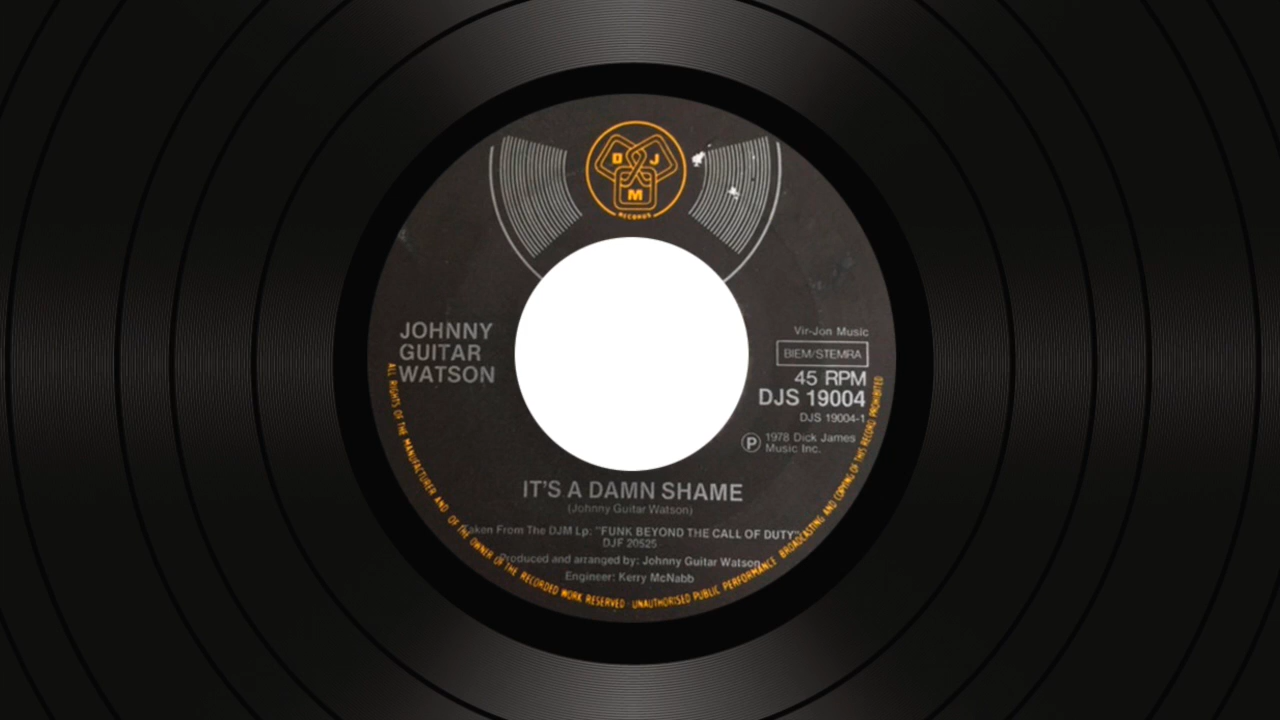 D J
M
RECORDS
JOHNNY
GUITAR
WATSON
Vir-Jon Music
BIEM/STEMRA
45 RPM
DJS 19004
DJS 19004-1
℗ 1978 Dick James
Music Inc.
IT'S A DAMN SHAME
(Johnny Guitar Watson)
Taken From The DJM Lp: "FUNK BEYOND THE CALL OF DUTY"
DJF 20525
Produced and arranged by: Johnny Guitar Watson
Engineer: Kerry McNabb
ALL RIGHTS OF THE MANUFACTURER AND OF THE OWNER OF THE RECORDED WORK RESERVED · UNAUTHORISED PUBLIC PERFORMANCE BROADCASTING AND COPYING OF THIS RECORD PROHIBITED